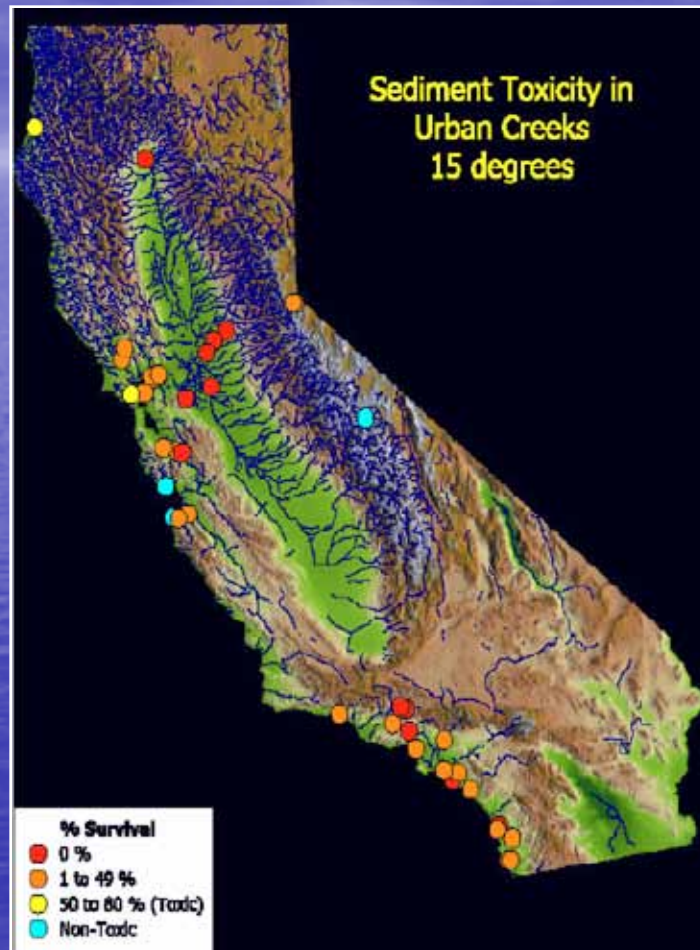 Sediment Toxicity in
Urban Creeks
15 degrees
% Survival
0 %
1 to 49 %
50 to 80 % (Toxic)
Non-Toxic